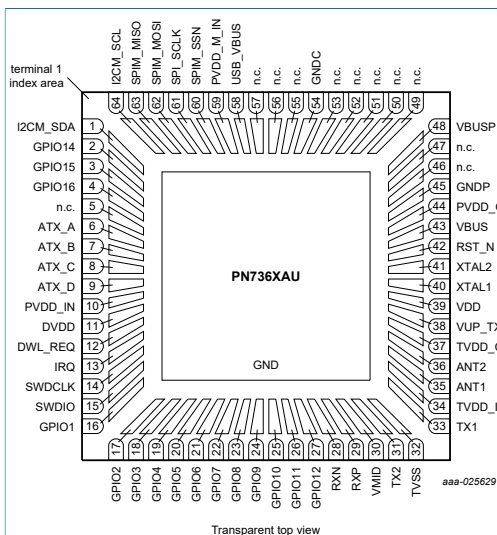 I2CM_SCL
SPIM_MISO
SPIM_MOSI
SPI_SCLK
SPIM_SSN
PVDD_M_IN
USB_VBUS
n.c.
n.c.
n.c.
GNDC
n.c.
n.c.
n.c.
n.c.
n.c.
terminal 1
index area
64
63
62
61
60
59
58
57
56
55
54
53
52
51
50
49
I2CM_SDA 1
GPIO14 2
GPIO15 3
GPIO16 4
n.c. 5
ATX_A 6
ATX_B 7
ATX_C 8
ATX_D 9
PVDD_IN 10
DVDD 11
DWL_REQ 12
IRQ 13
SWDCLK 14
SWDIO 15
GPIO1 16
PN736XAU
GND
48 VBUSP
47 n.c.
46 n.c.
45 GNDP
44
43 VBUS
42 RST_N
41 XTAL2
40 XTAL1
39 VDD
38 VUP_TX
37
36 ANT2
35 ANT1
34
33 TX1
17
18
19
20
21
22
23
24
25
26
27
28
29
30
31
32
GPIO2
GPIO3
GPIO4
GPIO5
GPIO6
GPIO7
GPIO8
GPIO9
GPIO10
GPIO11
GPIO12
RXN
RXP
VMID
TX2
TVSS
aaa-025629
Transparent top view